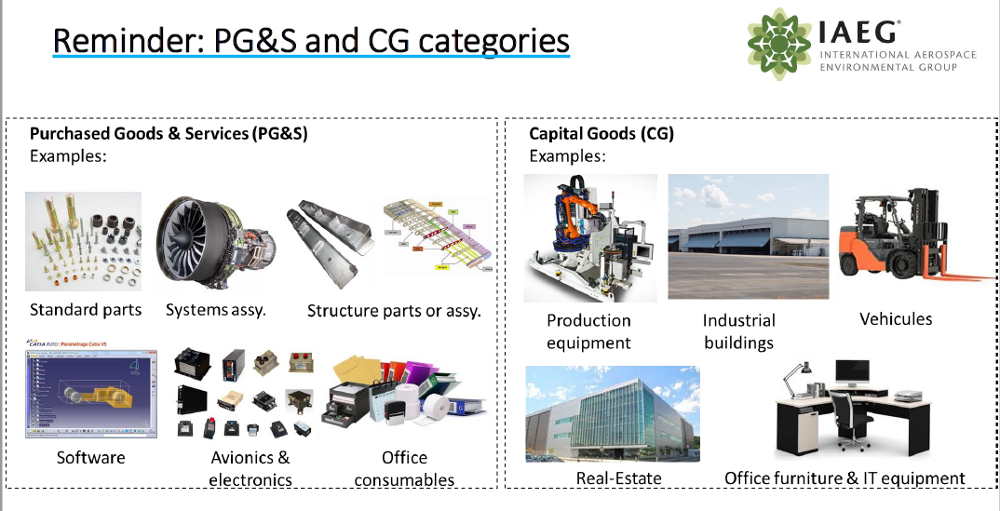 Reminder: PG&S and CG categories
IAEG®
INTERNATIONAL AEROSPACE
ENVIRONMENTAL GROUP
Purchased Goods & Services (PG&S)
Examples:
Standard parts
Systems assy.
Structure parts or assy.
CATIA-TUTO : Paramétrage Catia V5
Software
Avionics &
electronics
Office
consumables
Capital Goods (CG)
Examples:
Production
equipment
Industrial
buildings
Vehicules
Real-Estate
Office furniture & IT equipment